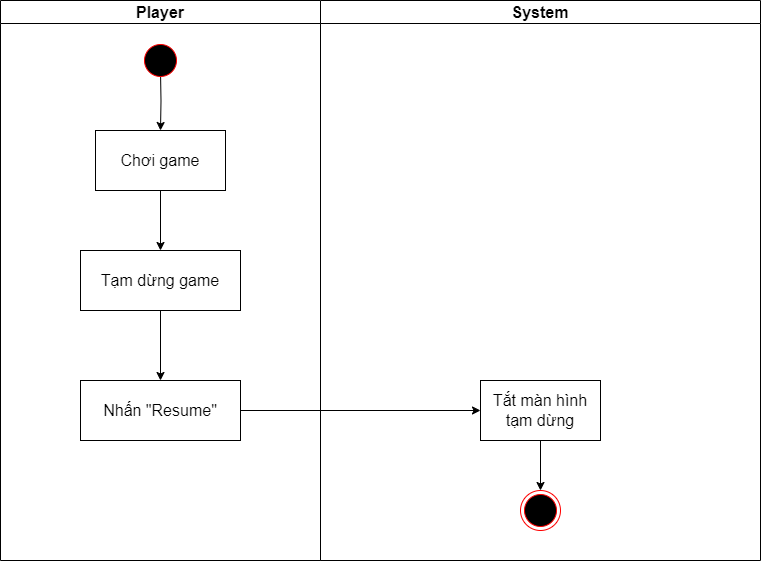 Player
System
Chơi game
Tạm dừng game
Nhấn "Resume"
Tắt màn hình
tạm dừng